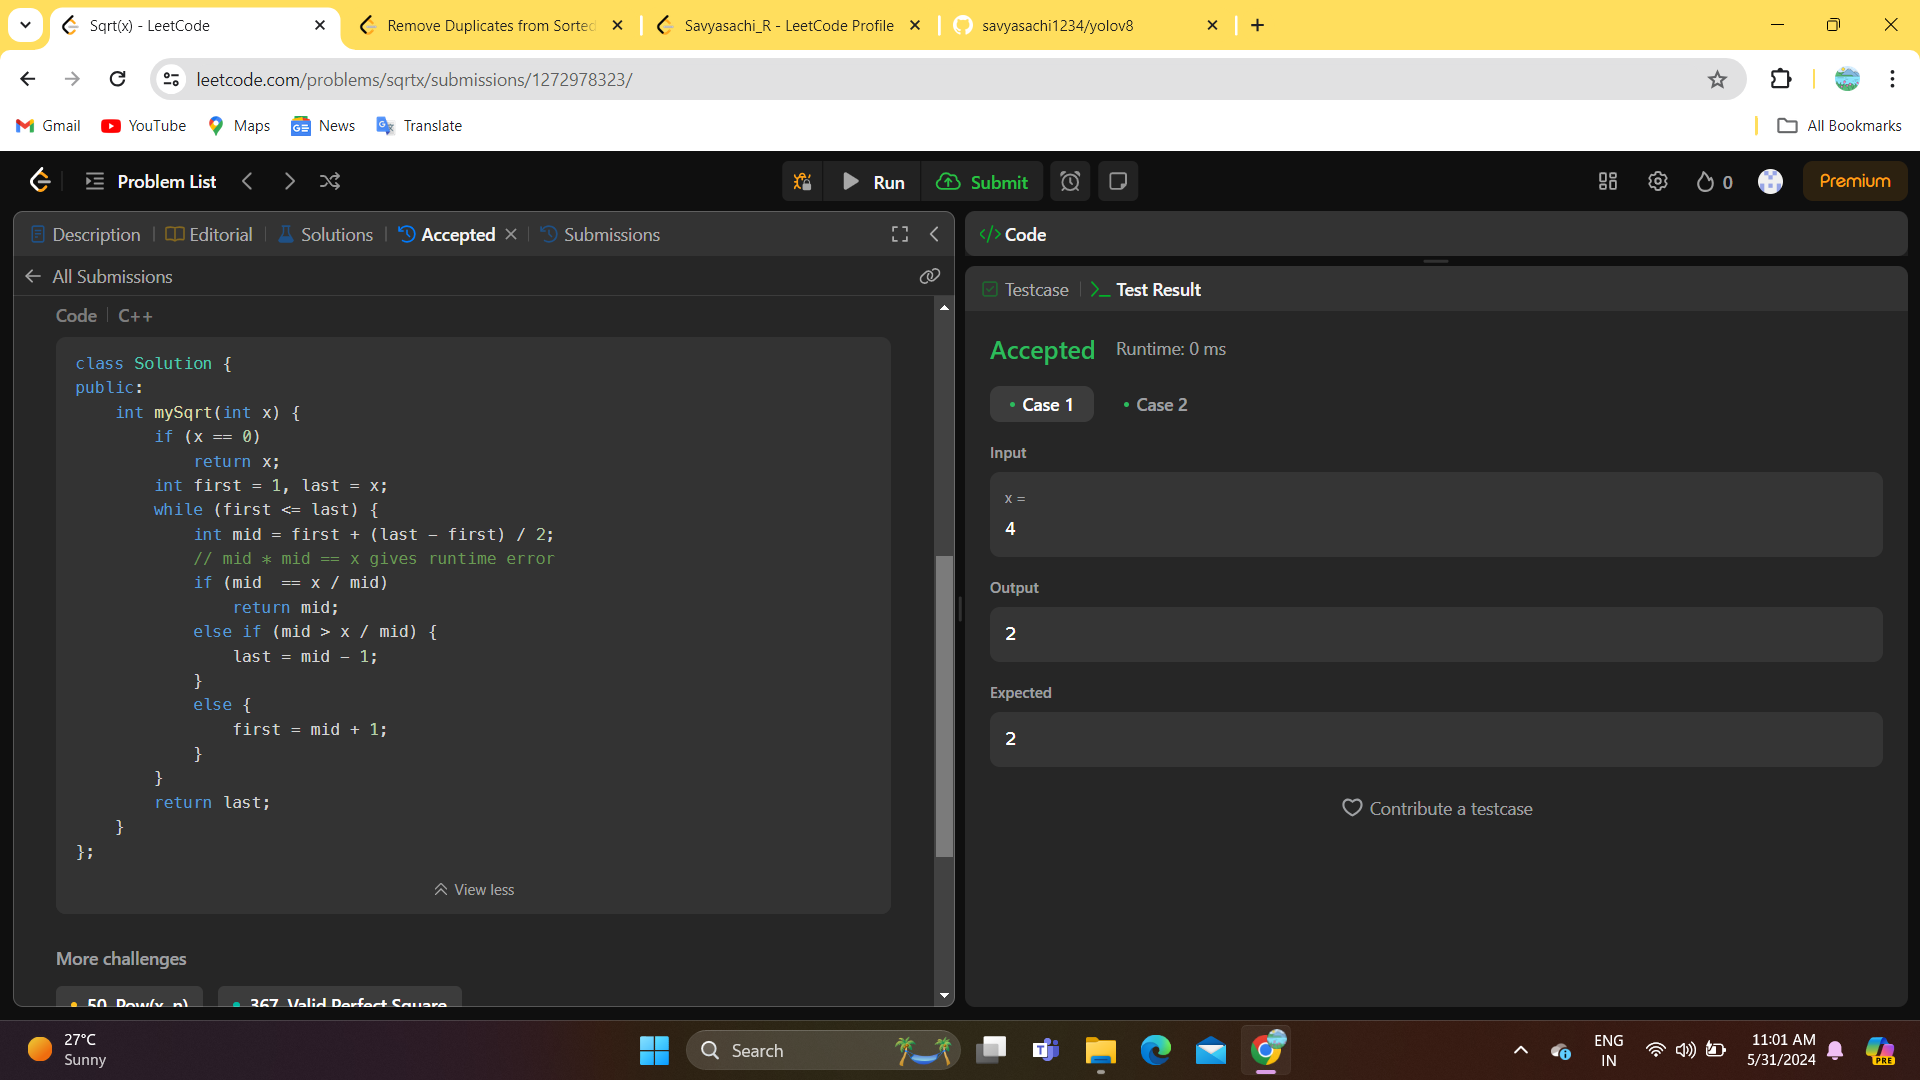 Sqrt(x) - LeetCode
Remove Duplicates from Sorted
Savyasachi_R - LeetCode Profile
savyasachi1234/yolov8
leetcode.com/problems/sqrtx/submissions/1272978323/
Gmail
YouTube
Maps
News
Translate
All Bookmarks
Problem List
Run
Submit
0
Premium
Description
Editorial
Solutions
Accepted
Submissions
Code
All Submissions
Testcase
Test Result
Code
C++
class Solution {
public:
    int mySqrt(int x) {
        if (x == 0)
            return x;
        int first = 1, last = x;
        while (first <= last) {
            int mid = first + (last - first) / 2;
            // mid * mid == x gives runtime error
            if (mid  == x / mid)
                return mid;
            else if (mid > x / mid) {
                last = mid - 1;
            }
            else {
                first = mid + 1;
            }
        }
        return last;
    }
};
View less
More challenges
50. Pow(x, n)
367. Valid Perfect Square
Accepted
Runtime: 0 ms
Case 1
Case 2
Input
x =
4
Output
2
Expected
2
Contribute a testcase
27°C
Sunny
Search
ENG
IN
11:01 AM
5/31/2024
PRE